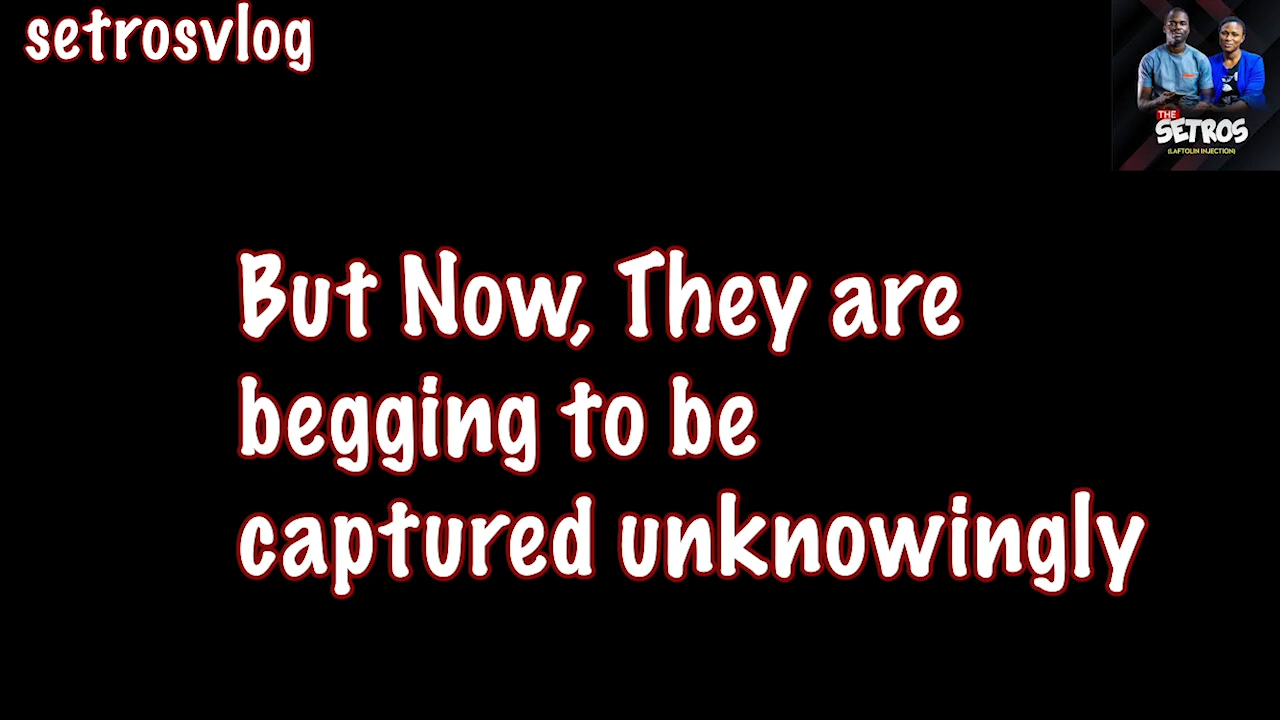 setrosvlog
THE
SETROS
(LAFTOLIN INJECTION)
But Now, They are
begging to be
captured unknowingly